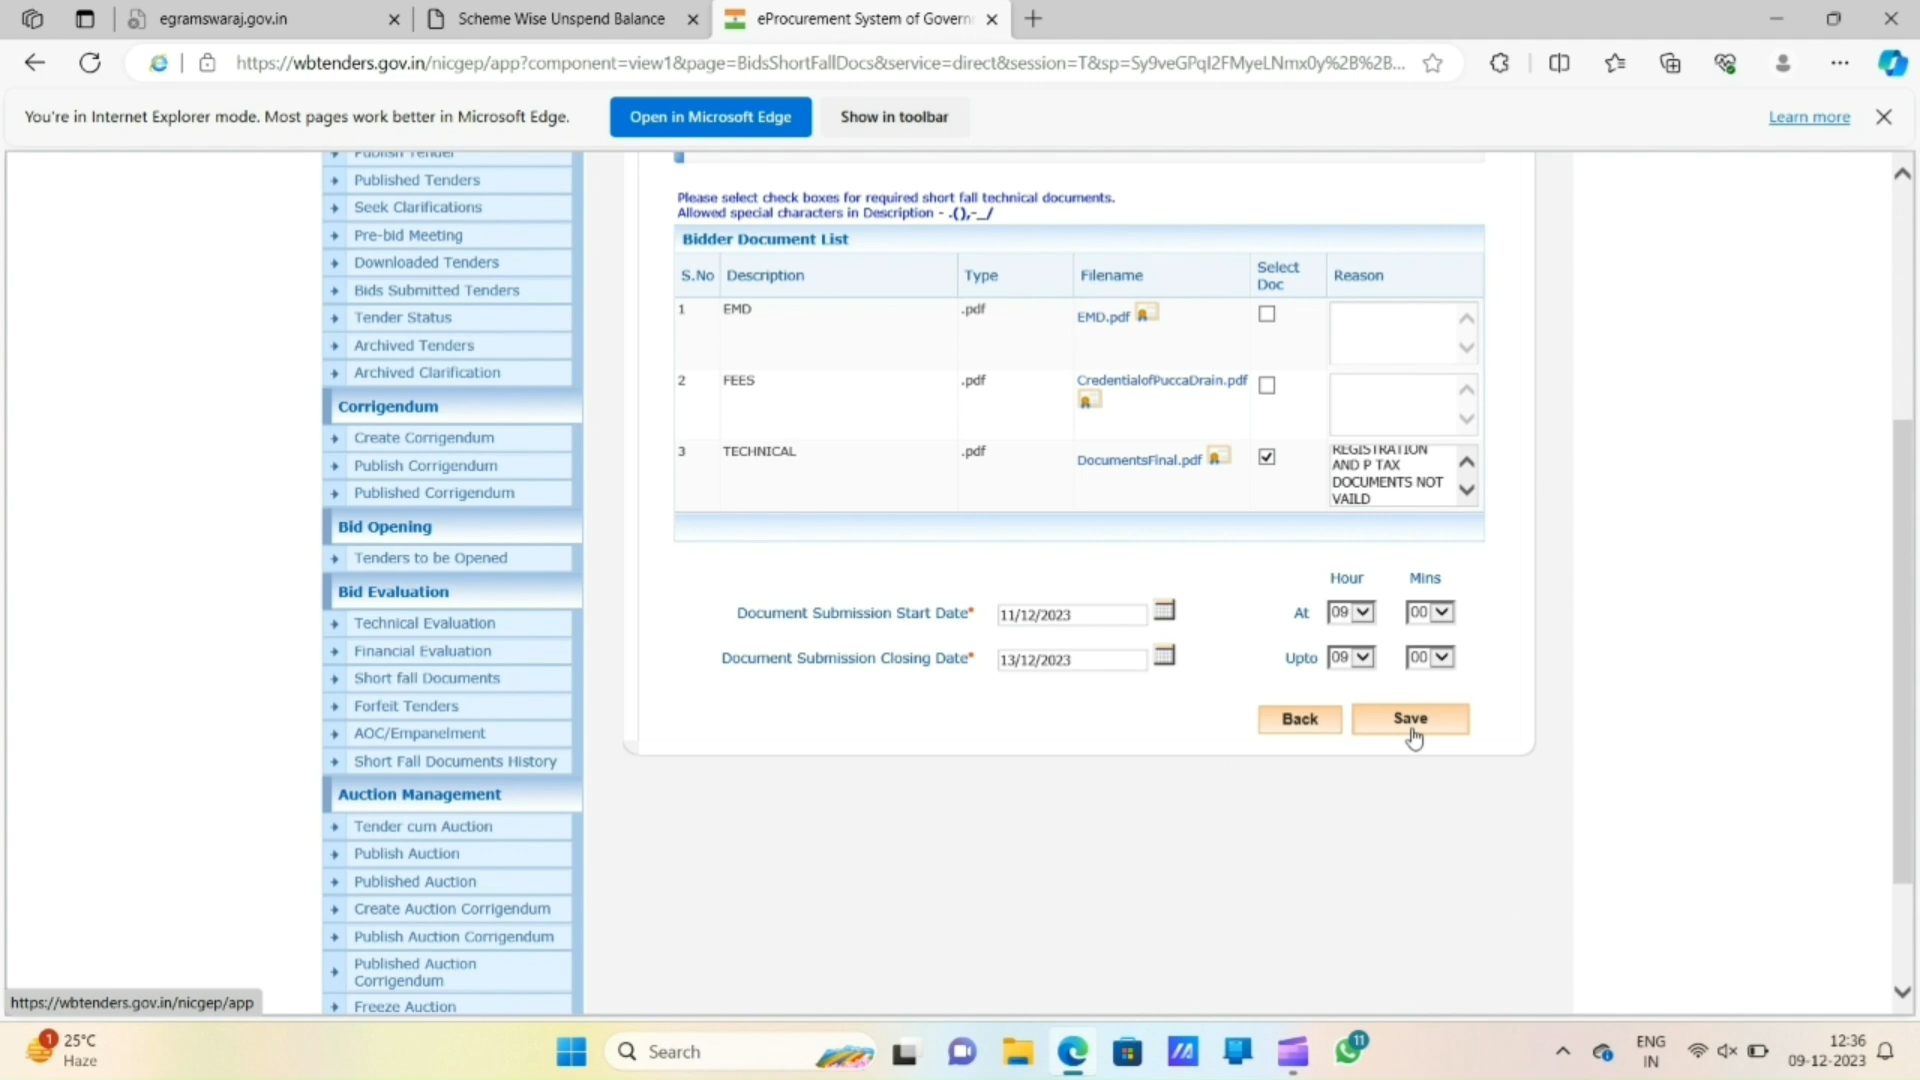 egramswaraj.gov.in
Scheme Wise Unspend Balance
eProcurement System of Govern
https://wbtenders.gov.in/nicgep/app?component=view1&page=BidsShortFallDocs&service=direct&session=T&sp=Sy9veGPqI2FMyeLNmx0y%2B%2B...
You're in Internet Explorer mode. Most pages work better in Microsoft Edge.
Open in Microsoft Edge
Show in toolbar
Learn more
Publish Tender
Published Tenders
Seek Clarifications
Pre-bid Meeting
Downloaded Tenders
Bids Submitted Tenders
Tender Status
Archived Tenders
Archived Clarification
Corrigendum
Create Corrigendum
Publish Corrigendum
Published Corrigendum
Bid Opening
Tenders to be Opened
Bid Evaluation
Technical Evaluation
Financial Evaluation
Short fall Documents
Forfeit Tenders
AOC/Empanelment
Short Fall Documents History
Auction Management
Tender cum Auction
Publish Auction
Published Auction
Create Auction Corrigendum
Publish Auction Corrigendum
Published Auction
Corrigendum
Freeze Auction
Please select check boxes for required short fall technical documents.
Allowed special characters in Description - .(),-_/
Bidder Document List
S.No Description Type Filename Select Doc Reason
1 EMD .pdf EMD.pdf
2 FEES .pdf CredentialofPuccaDrain.pdf
3 TECHNICAL .pdf DocumentsFinal.pdf
REGISTRATION
AND P TAX
DOCUMENTS NOT
VAILD
Hour Mins
Document Submission Start Date* 11/12/2023 At 09 00
Document Submission Closing Date* 13/12/2023 Upto 09 00
Back Save
https://wbtenders.gov.in/nicgep/app
1
25°C
Haze
Search
11
ENG
IN
12:36
09-12-2023